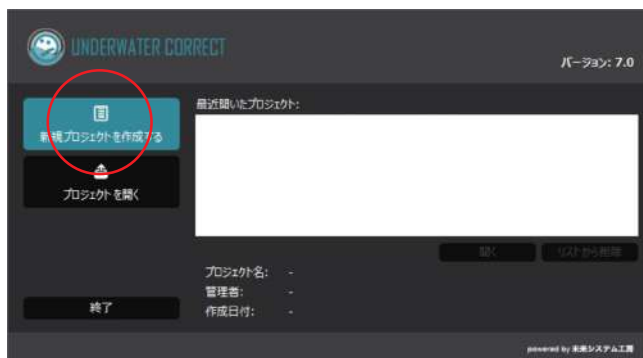 UNDERWATER CORRECT
バージョン: 7.0
新規プロジェクトを作成する
最近開いたプロジェクト:
プロジェクトを開く
開く
リストから削除
プロジェクト名: -
管理者: -
作成日付: -
終了
powered by 未来システム工房